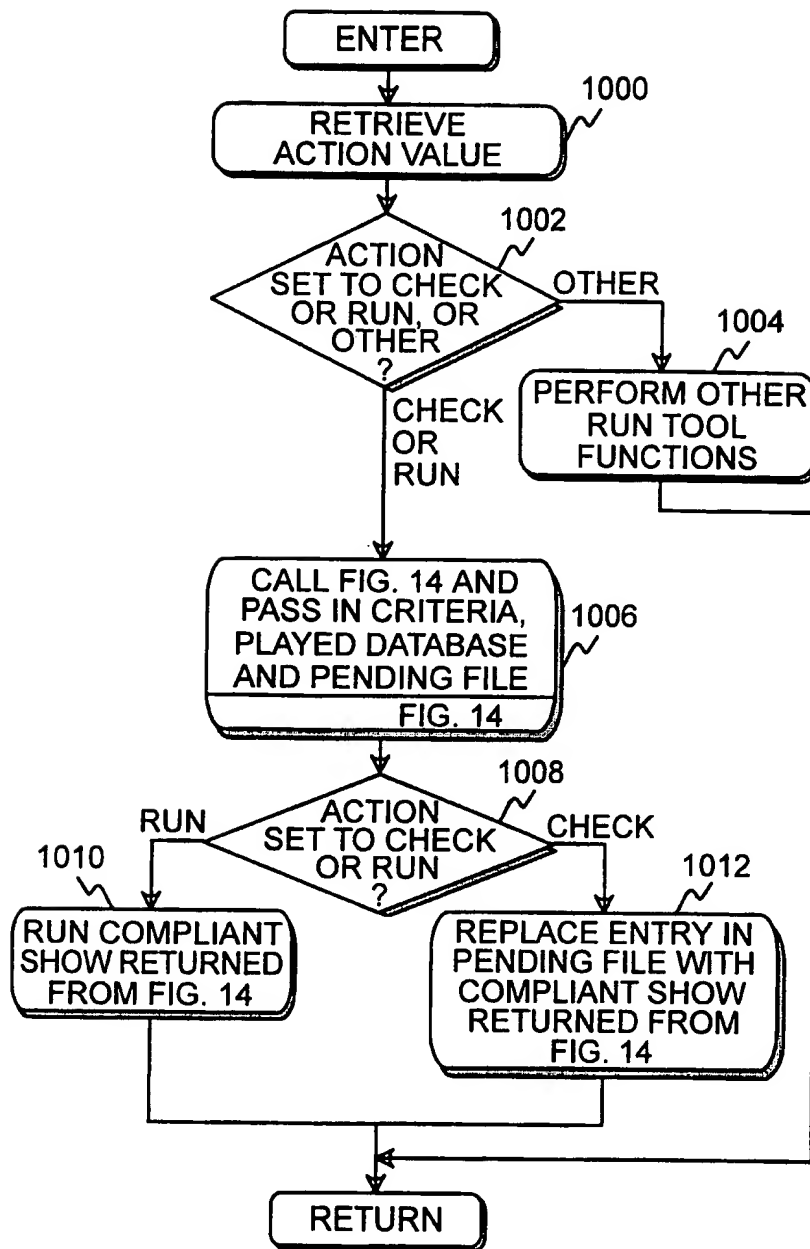 ENTER
1000
RETRIEVE
ACTION VALUE
1002
ACTION
SET TO CHECK
OR RUN, OR
OTHER
?
OTHER
1004
PERFORM OTHER
RUN TOOL
FUNCTIONS
CHECK
OR
RUN
CALL FIG. 14 AND
PASS IN CRITERIA,
PLAYED DATABASE
AND PENDING FILE
FIG. 14
1006
1008
ACTION
SET TO CHECK
OR RUN
?
RUN
CHECK
1010
RUN COMPLIANT
SHOW RETURNED
FROM FIG. 14
1012
REPLACE ENTRY IN
PENDING FILE WITH
COMPLIANT SHOW
RETURNED FROM
FIG. 14
RETURN